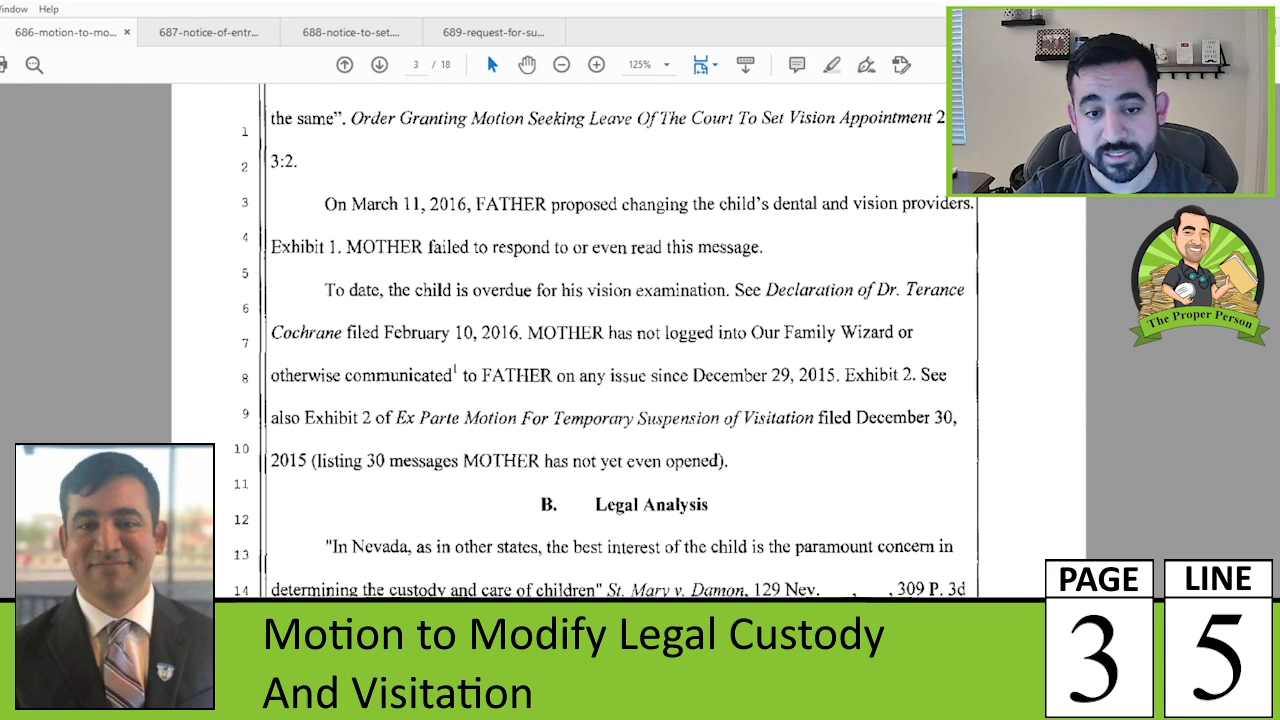 indow Help
686-motion-to-mo... × 687-notice-of-entr... 688-notice-to-set.... 689-request-for-su...
3 / 18 125%
the same”. Order Granting Motion Seeking Leave Of The Court To Set Vision Appointment 2
1
3:2.
2
On March 11, 2016, FATHER proposed changing the child’s dental and vision providers.
3
Exhibit 1. MOTHER failed to respond to or even read this message.
4
5
To date, the child is overdue for his vision examination. See Declaration of Dr. Terance
6
Cochrane filed February 10, 2016. MOTHER has not logged into Our Family Wizard or
7
otherwise communicated¹ to FATHER on any issue since December 29, 2015. Exhibit 2. See
8
also Exhibit 2 of Ex Parte Motion For Temporary Suspension of Visitation filed December 30,
9
10
2015 (listing 30 messages MOTHER has not yet even opened).
11
B. Legal Analysis
12
"In Nevada, as in other states, the best interest of the child is the paramount concern in
13
determining the custody and care of children" St. Mary v. Damon, 129 Nev. , , 309 P. 3d
14
The Proper Person
PAGE LINE
3 5
Motion to Modify Legal Custody
And Visitation